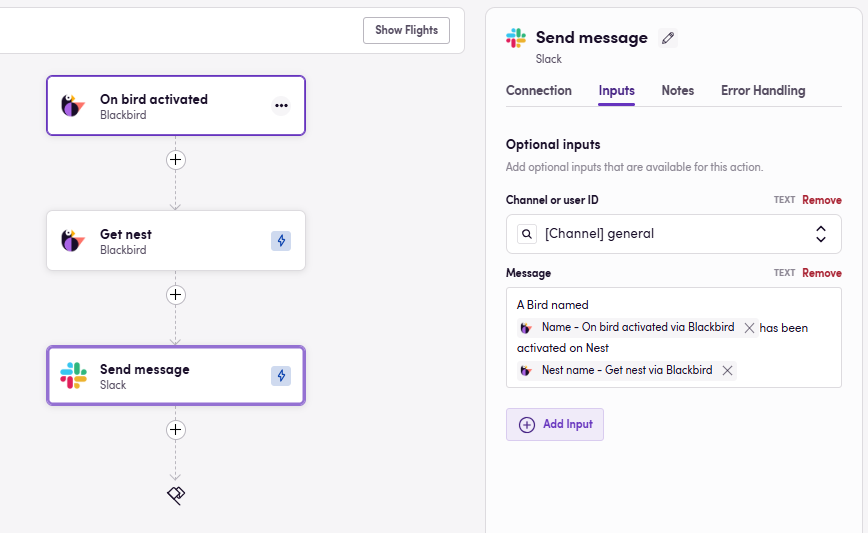 Show Flights
On bird activated
Blackbird
Get nest
Blackbird
Send message
Slack
Send message
Slack
Connection
Inputs
Notes
Error Handling
Optional inputs
Add optional inputs that are available for this action.
Channel or user ID
TEXT
Remove
[Channel] general
Message
TEXT
Remove
A Bird named
Name - On bird activated via Blackbird
has been
activated on Nest
Nest name - Get nest via Blackbird
Add Input